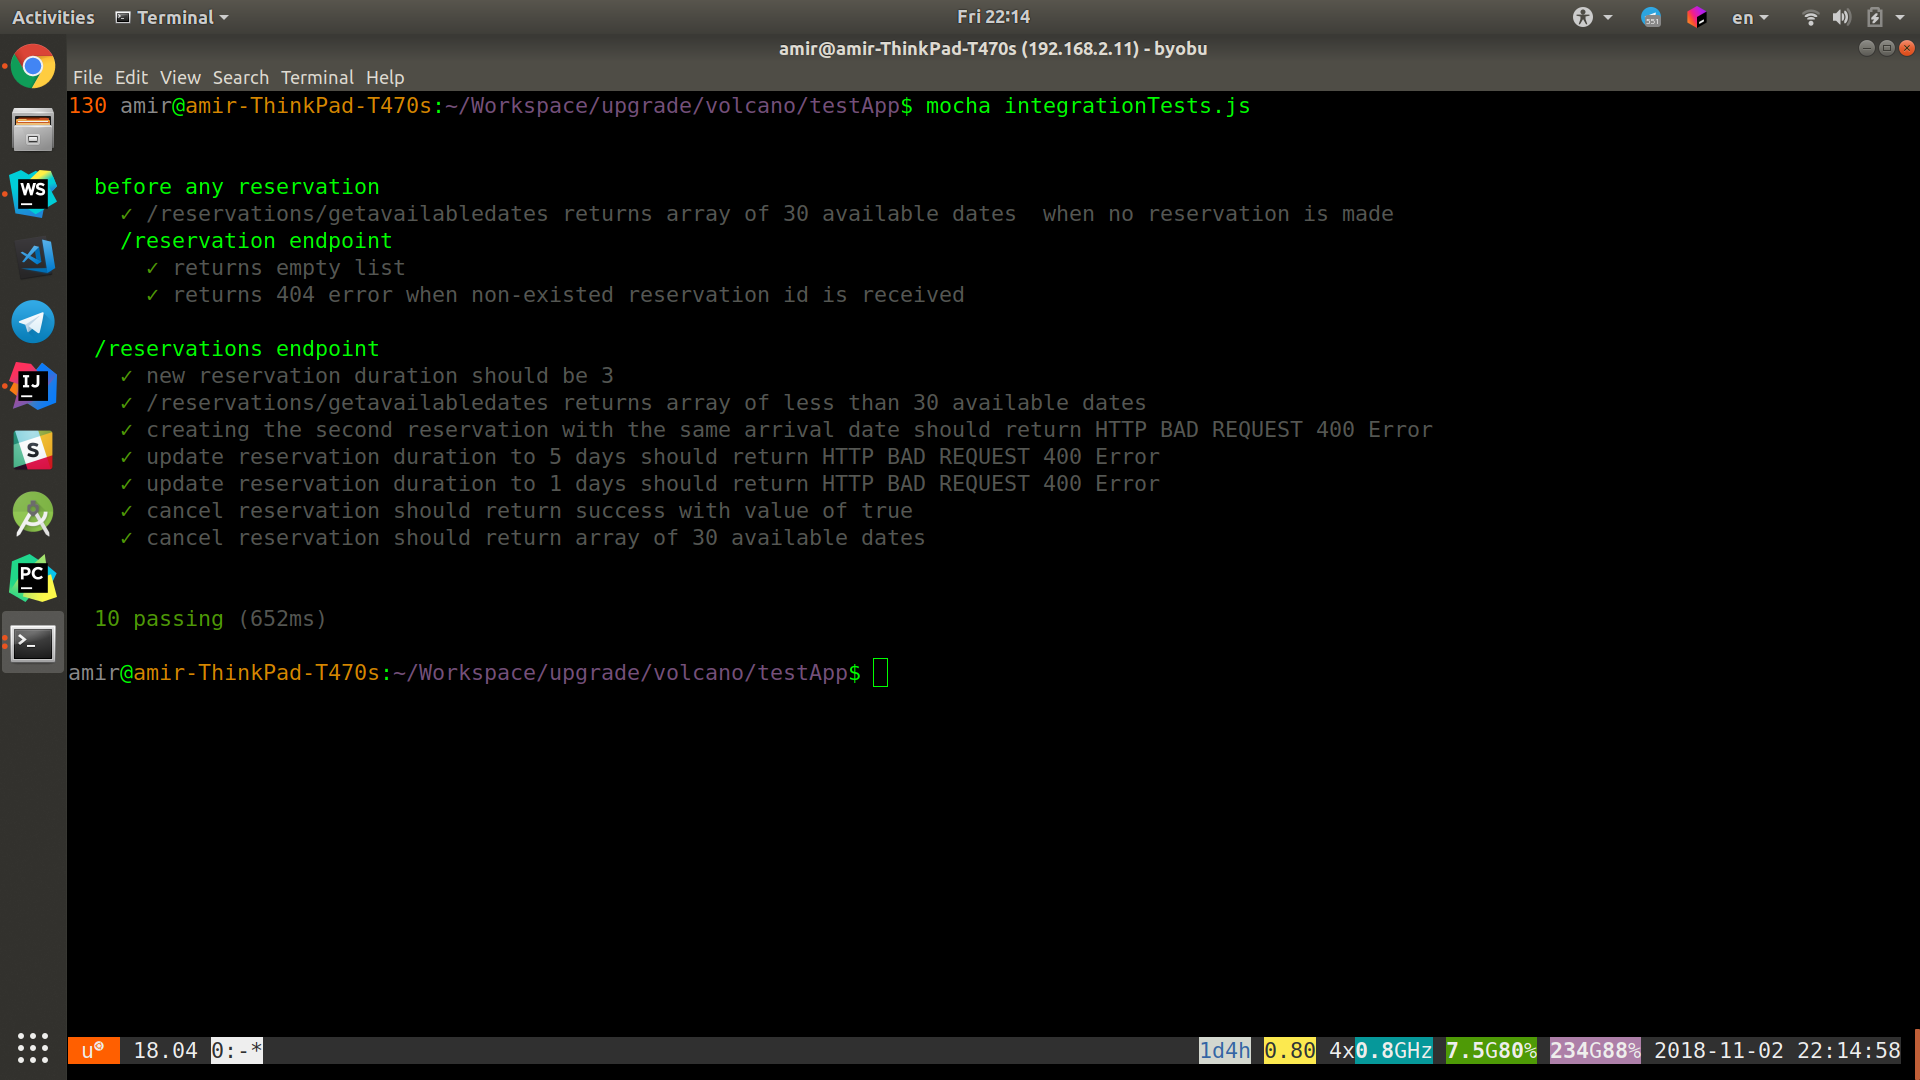 Activities Terminal Fri 22:14 551 en
amir@amir-ThinkPad-T470s (192.168.2.11) - byobu
File Edit View Search Terminal Help
130 amir@amir-ThinkPad-T470s:~/Workspace/upgrade/volcano/testApp$ mocha integrationTests.js
before any reservation
✓ /reservations/getavailabledates returns array of 30 available dates  when no reservation is made
/reservation endpoint
✓ returns empty list
✓ returns 404 error when non-existed reservation id is received
/reservations endpoint
✓ new reservation duration should be 3
✓ /reservations/getavailabledates returns array of less than 30 available dates
✓ creating the second reservation with the same arrival date should return HTTP BAD REQUEST 400 Error
✓ update reservation duration to 5 days should return HTTP BAD REQUEST 400 Error
✓ update reservation duration to 1 days should return HTTP BAD REQUEST 400 Error
✓ cancel reservation should return success with value of true
✓ cancel reservation should return array of 30 available dates
10 passing (652ms)
amir@amir-ThinkPad-T470s:~/Workspace/upgrade/volcano/testApp$
WS
IJ
S
PC
>_
u 18.04 0:-* 1d4h 0.80 4x0.8GHz 7.5G80% 234G88% 2018-11-02 22:14:58